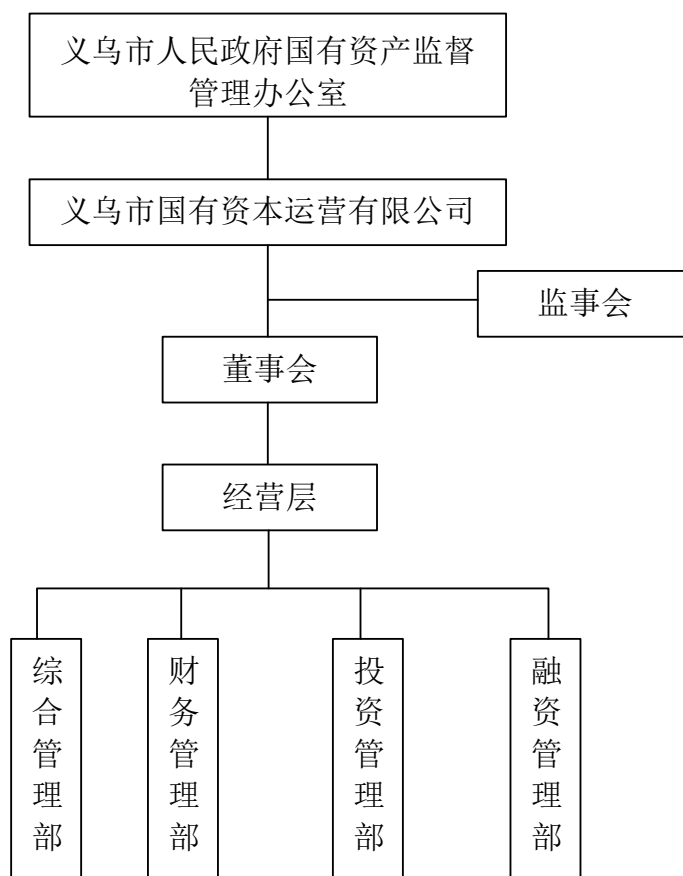 义乌市人民政府国有资产监督
管理办公室
义乌市国有资本运营有限公司
监事会
董事会
经营层
综合管理部
财务管理部
投资管理部
融资管理部